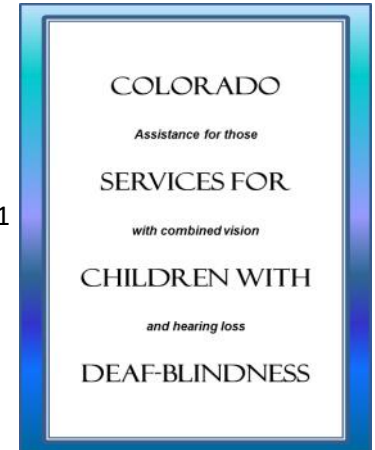 COLORADO
Assistance for those
SERVICES FOR
1
with combined vision
CHILDREN WITH
and hearing loss
DEAF-BLINDNESS